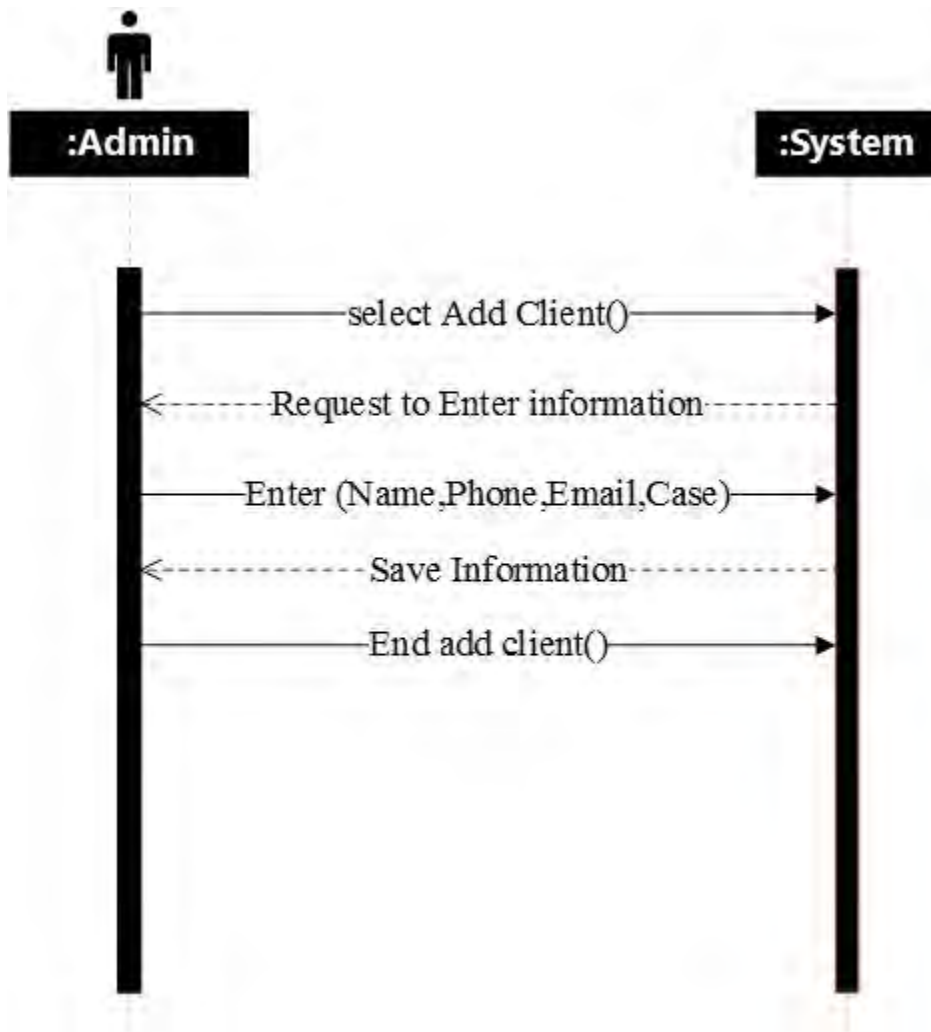 :Admin
:System
select Add Client()
Request to Enter information
Enter (Name,Phone,Email,Case)
Save Information
End add client()